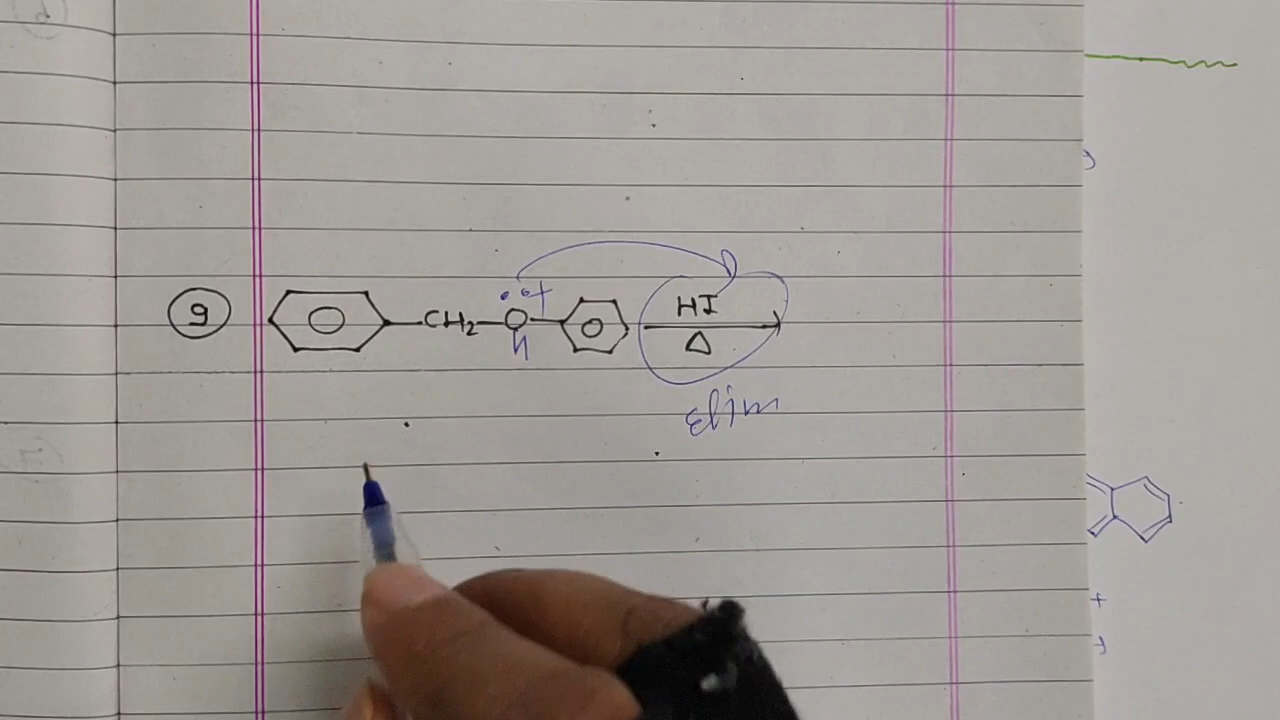 9 CH2 O HI
H + Δ
Elim
+